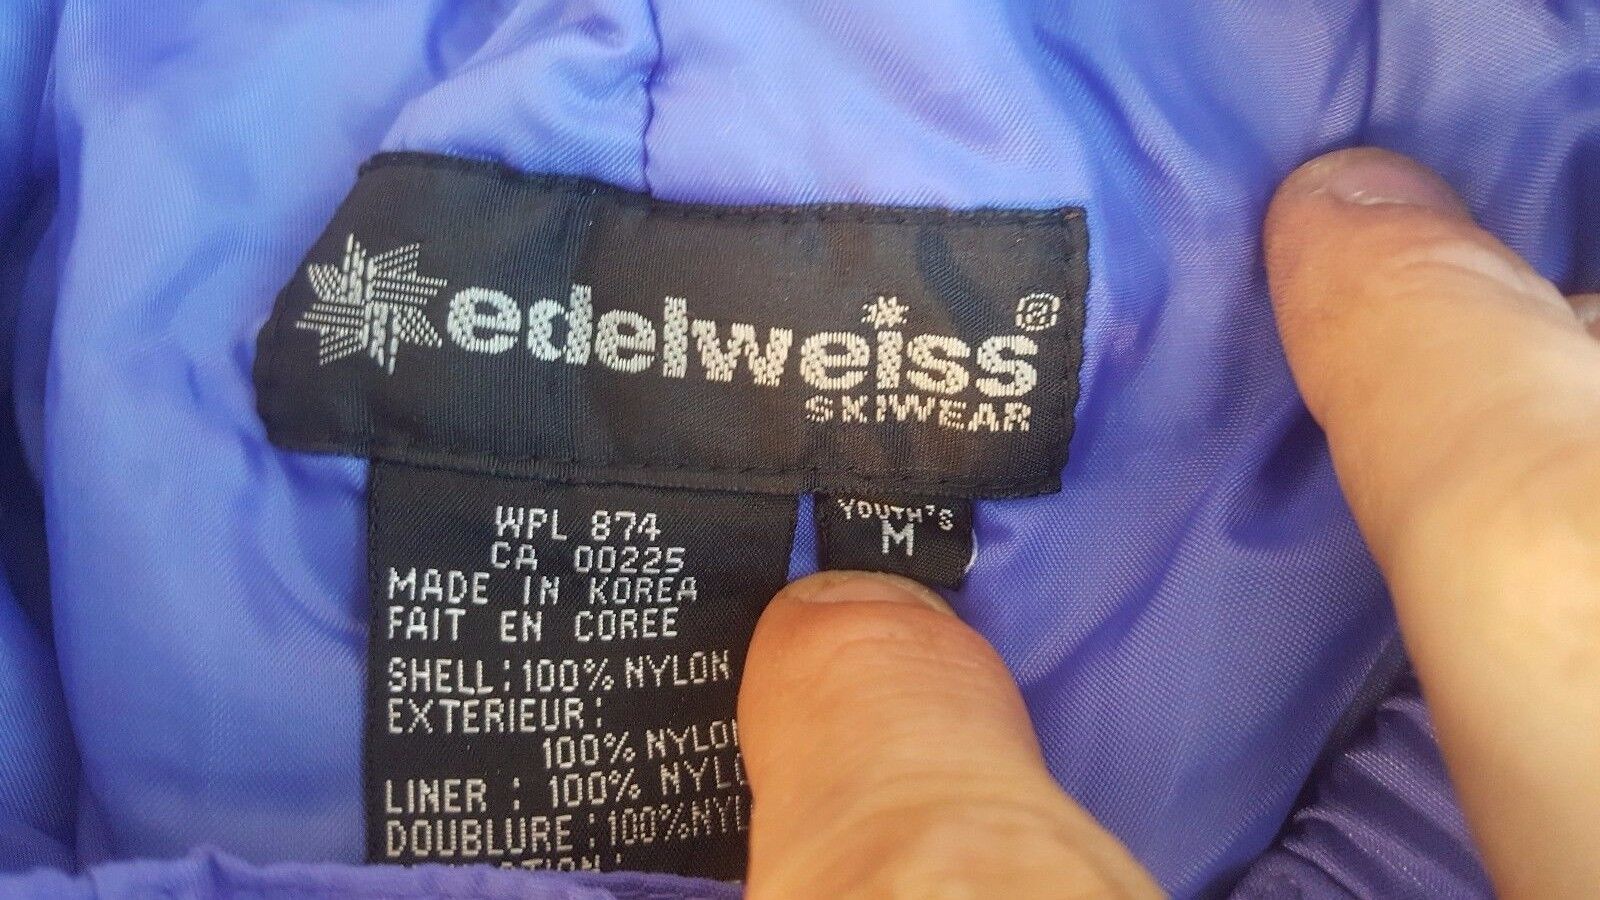 edelweiss®
SKIWEAR
YOUTH'S
M
WPL 874
CA 00225
MADE IN KOREA
FAIT EN COREE
SHELL: 100% NYLON
EXTERIEUR:
100% NYLON
LINER : 100% NYL
DOUBLURE : 100% NYL